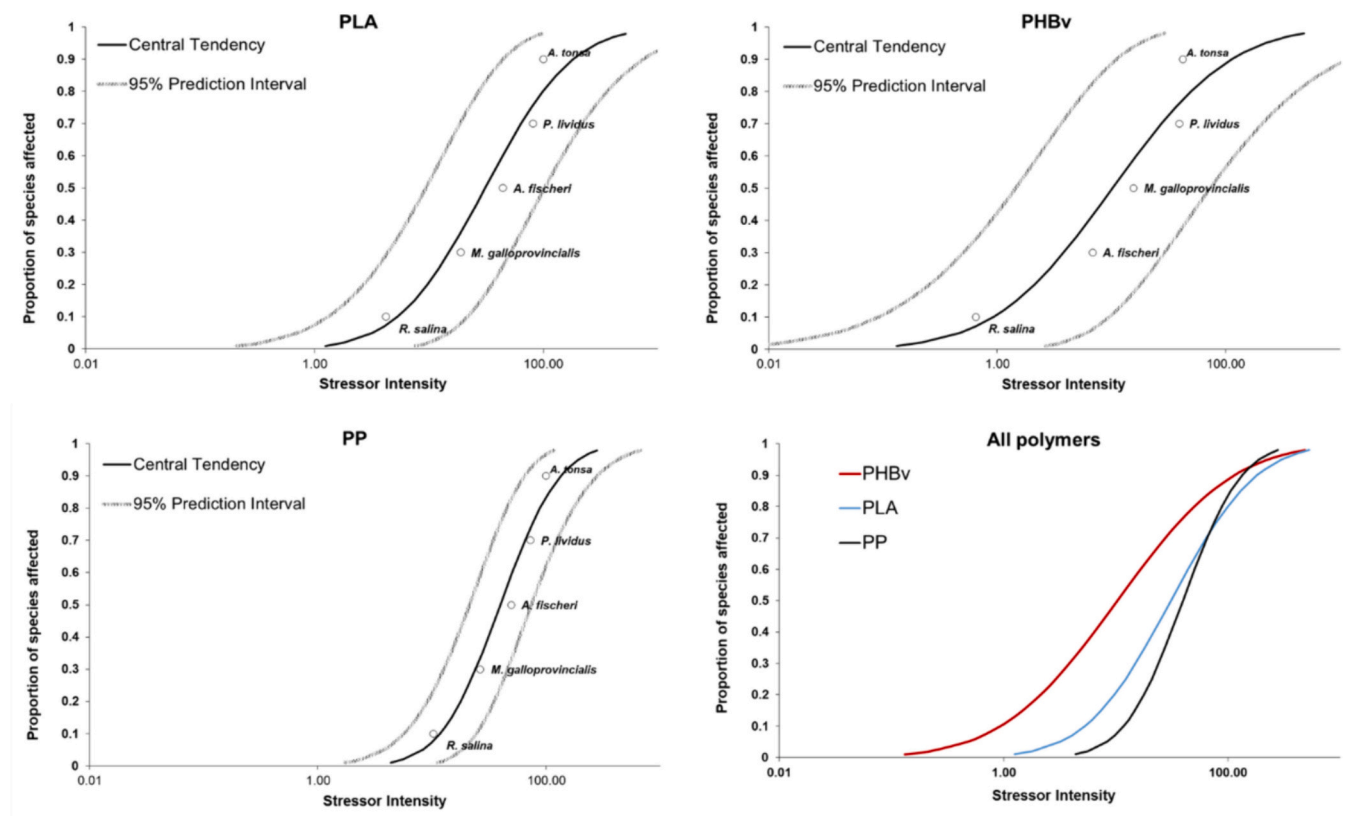 PLA
Central Tendency
95% Prediction Interval
Proportion of species affected
1
0.9
0.8
0.7
0.6
0.5
0.4
0.3
0.2
0.1
0
A. tonsa
P. lividus
A. fischeri
M. galloprovincialis
R. salina
0.01
1.00
100.00
Stressor Intensity
PHBv
Central Tendency
95% Prediction Interval
Proportion of species affected
1
0.9
0.8
0.7
0.6
0.5
0.4
0.3
0.2
0.1
0
A. tonsa
P. lividus
M. galloprovincialis
A. fischeri
R. salina
0.01
1.00
100.00
Stressor Intensity
PP
Central Tendency
95% Prediction Interval
Proportion of species affected
1
0.9
0.8
0.7
0.6
0.5
0.4
0.3
0.2
0.1
0
A. tonsa
P. lividus
A. fischeri
M. galloprovincialis
R. salina
0.01
1.00
100.00
Stressor Intensity
All polymers
PHBv
PLA
PP
Proportion of species affected
1
0.9
0.8
0.7
0.6
0.5
0.4
0.3
0.2
0.1
0
0.01
1.00
100.00
Stressor Intensity